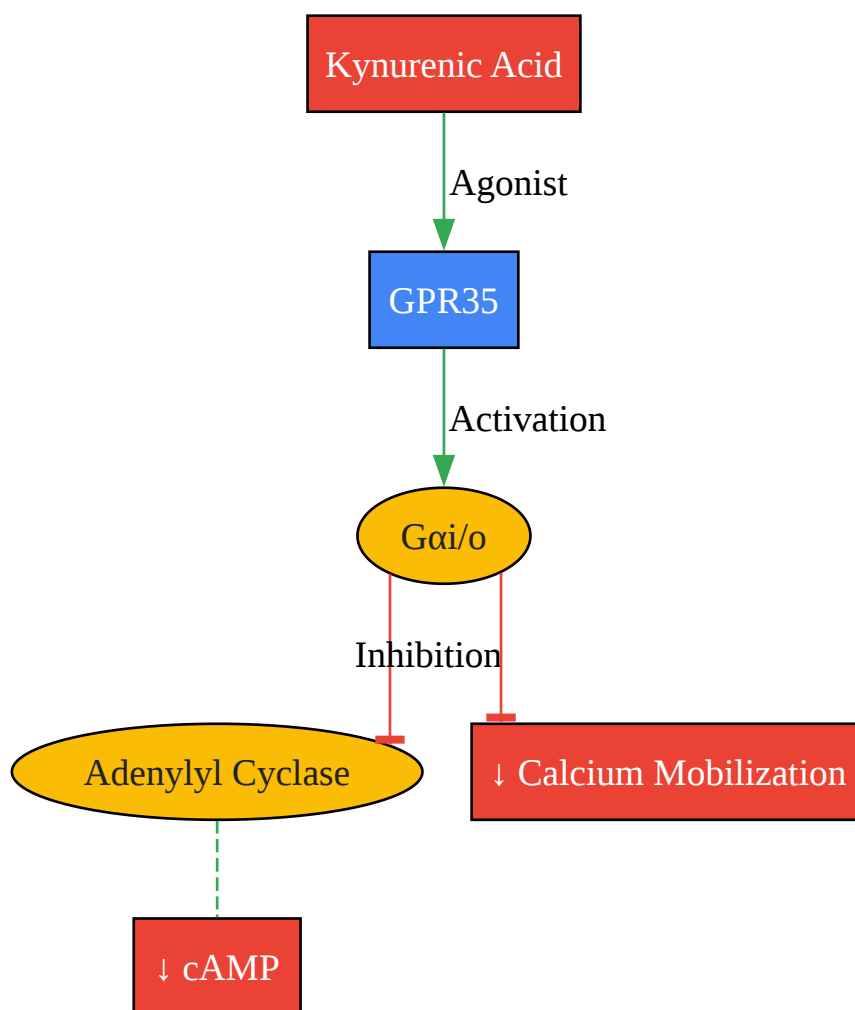 Kynurenic Acid
Agonist
GPR35
Activation
Gαi/o
Inhibition
Adenylyl Cyclase
↓ Calcium Mobilization
↓ cAMP